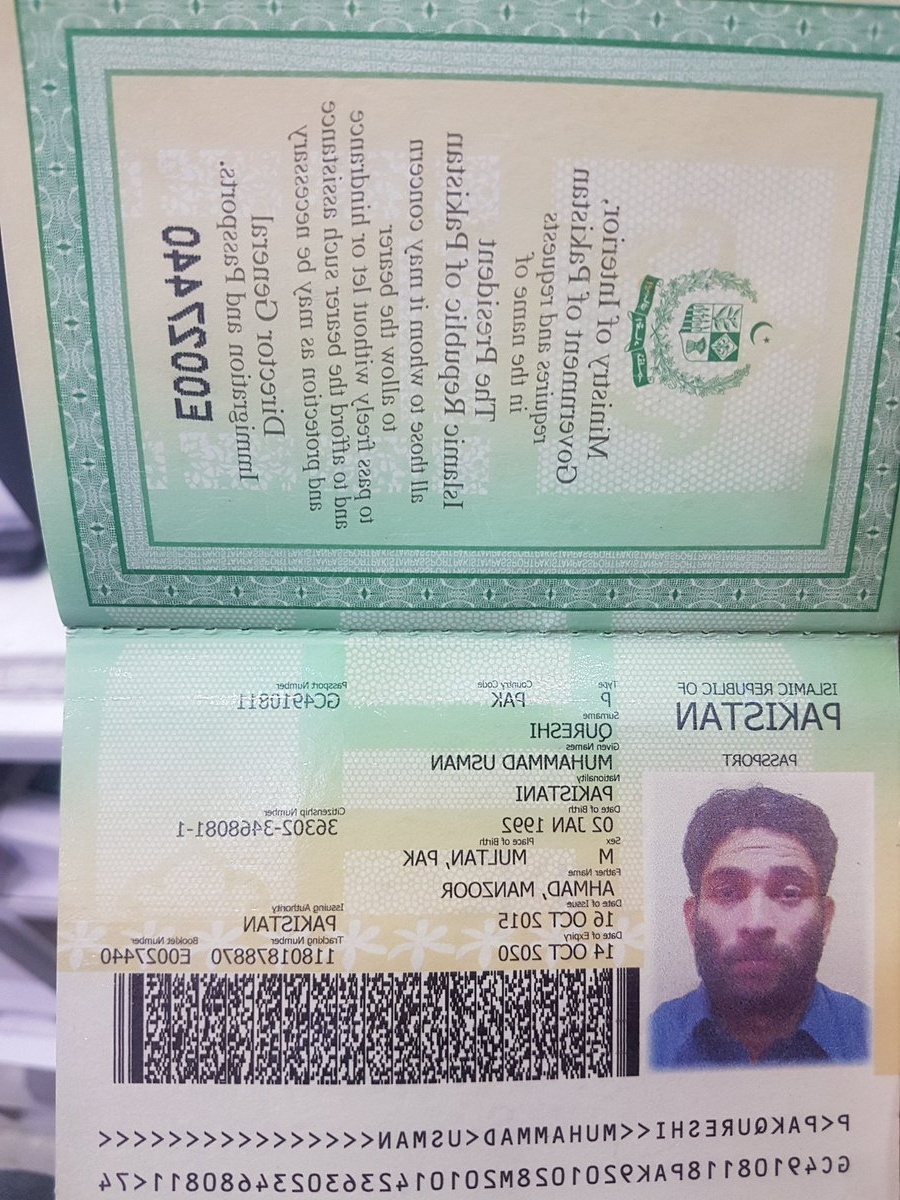 Ministry of Interior,
Government of Pakistan
requires and requests
in the name of
The President
Islamic Republic of Pakistan
all those to whom it may concern
to allow the bearer
to pass freely without let or hindrance
and to afford the bearer such assistance
and protection as may be necessary
Director General
Immigration and Passports.
E0027440
ISLAMIC REPUBLIC OF
PAKISTAN
PASSPORT
Type Country Code Passport Number
P PAK GC4910811
Surname
QURESHI
Given Names
MUHAMMAD USMAN
Nationality
PAKISTANI
Date of Birth Citizenship Number
02 JAN 1992 36302-3468081-1
Sex Place of Birth
M MULTAN, PAK
Father Name
AHMAD, MANZOOR
Date of Issue Issuing Authority
16 OCT 2015 PAKISTAN
Date of Expiry Tracking Number Booklet Number
14 OCT 2020 11801878870 E0027440
P<PAKQURESHI<<MUHAMMAD<USMAN<<<<<<<<<<<<<<<<
GC49108118PAK9201028M20101423630234680811<74